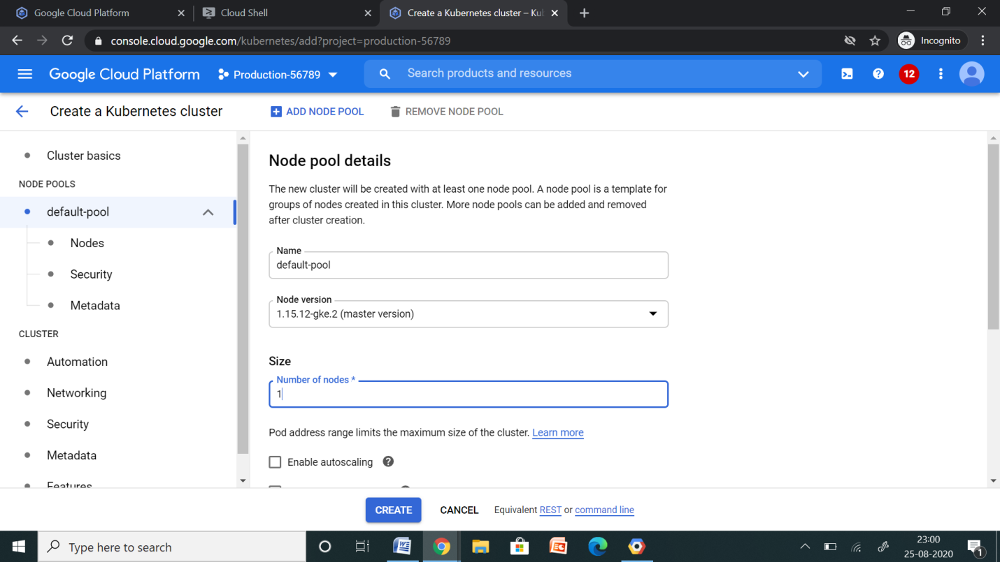 Google Cloud Platform
Cloud Shell
Create a Kubernetes cluster – Ku
console.cloud.google.com/kubernetes/add?project=production-56789
Incognito
Google Cloud Platform
Production-56789
Search products and resources
12
Create a Kubernetes cluster
ADD NODE POOL
REMOVE NODE POOL
Cluster basics
NODE POOLS
default-pool
Nodes
Security
Metadata
CLUSTER
Automation
Networking
Security
Metadata
Features
Node pool details
The new cluster will be created with at least one node pool. A node pool is a template for
groups of nodes created in this cluster. More node pools can be added and removed
after cluster creation.
Name
default-pool
Node version
1.15.12-gke.2 (master version)
Size
Number of nodes *
1
Pod address range limits the maximum size of the cluster. Learn more
Enable autoscaling
CREATE
CANCEL
Equivalent REST or command line
Type here to search
23:00
25-08-2020
1